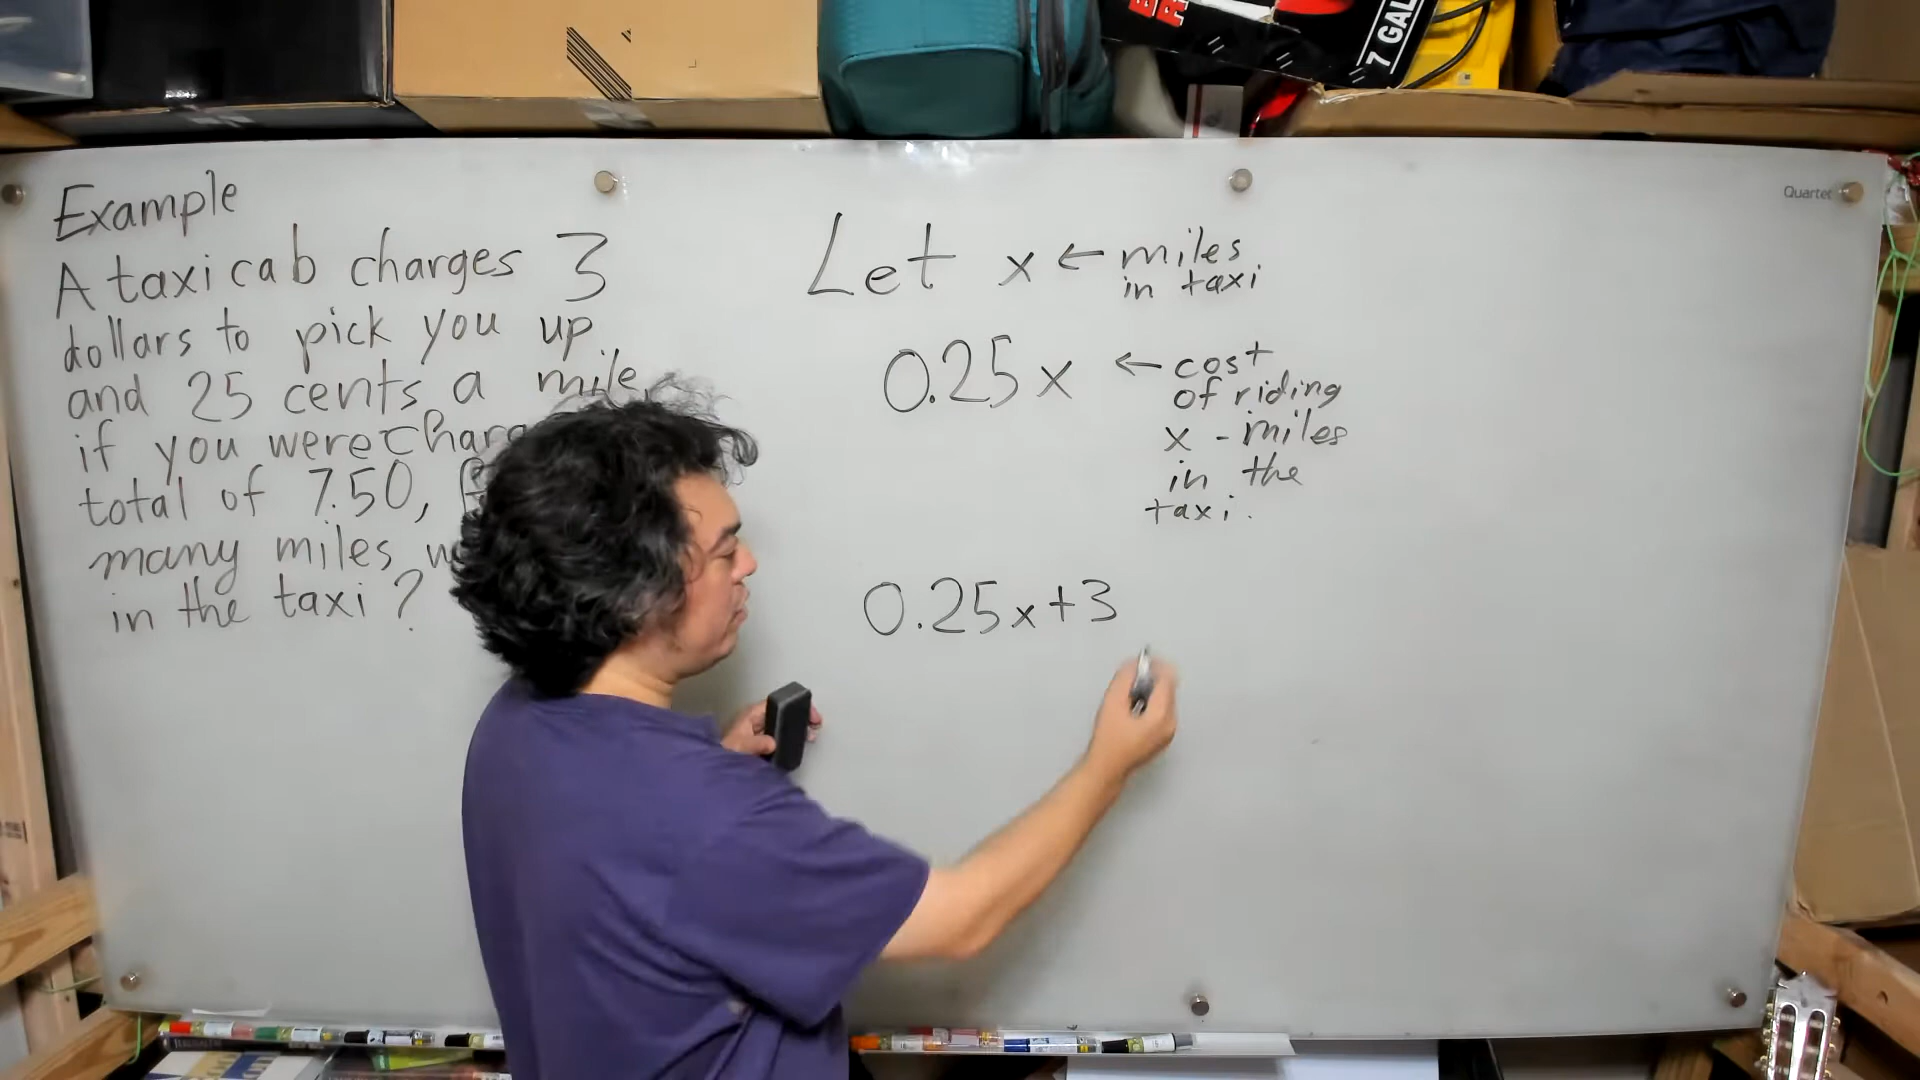 Example
A taxi cab charges 3
dollars to pick you up
and 25 cents a mile,
if you were
total of 7.50,
many miles
in the taxi?
Let x ← miles
in taxi
0.25x ← cost
of riding
x - miles
in the
taxi.
0.25x+3
7 GAL
Quartet